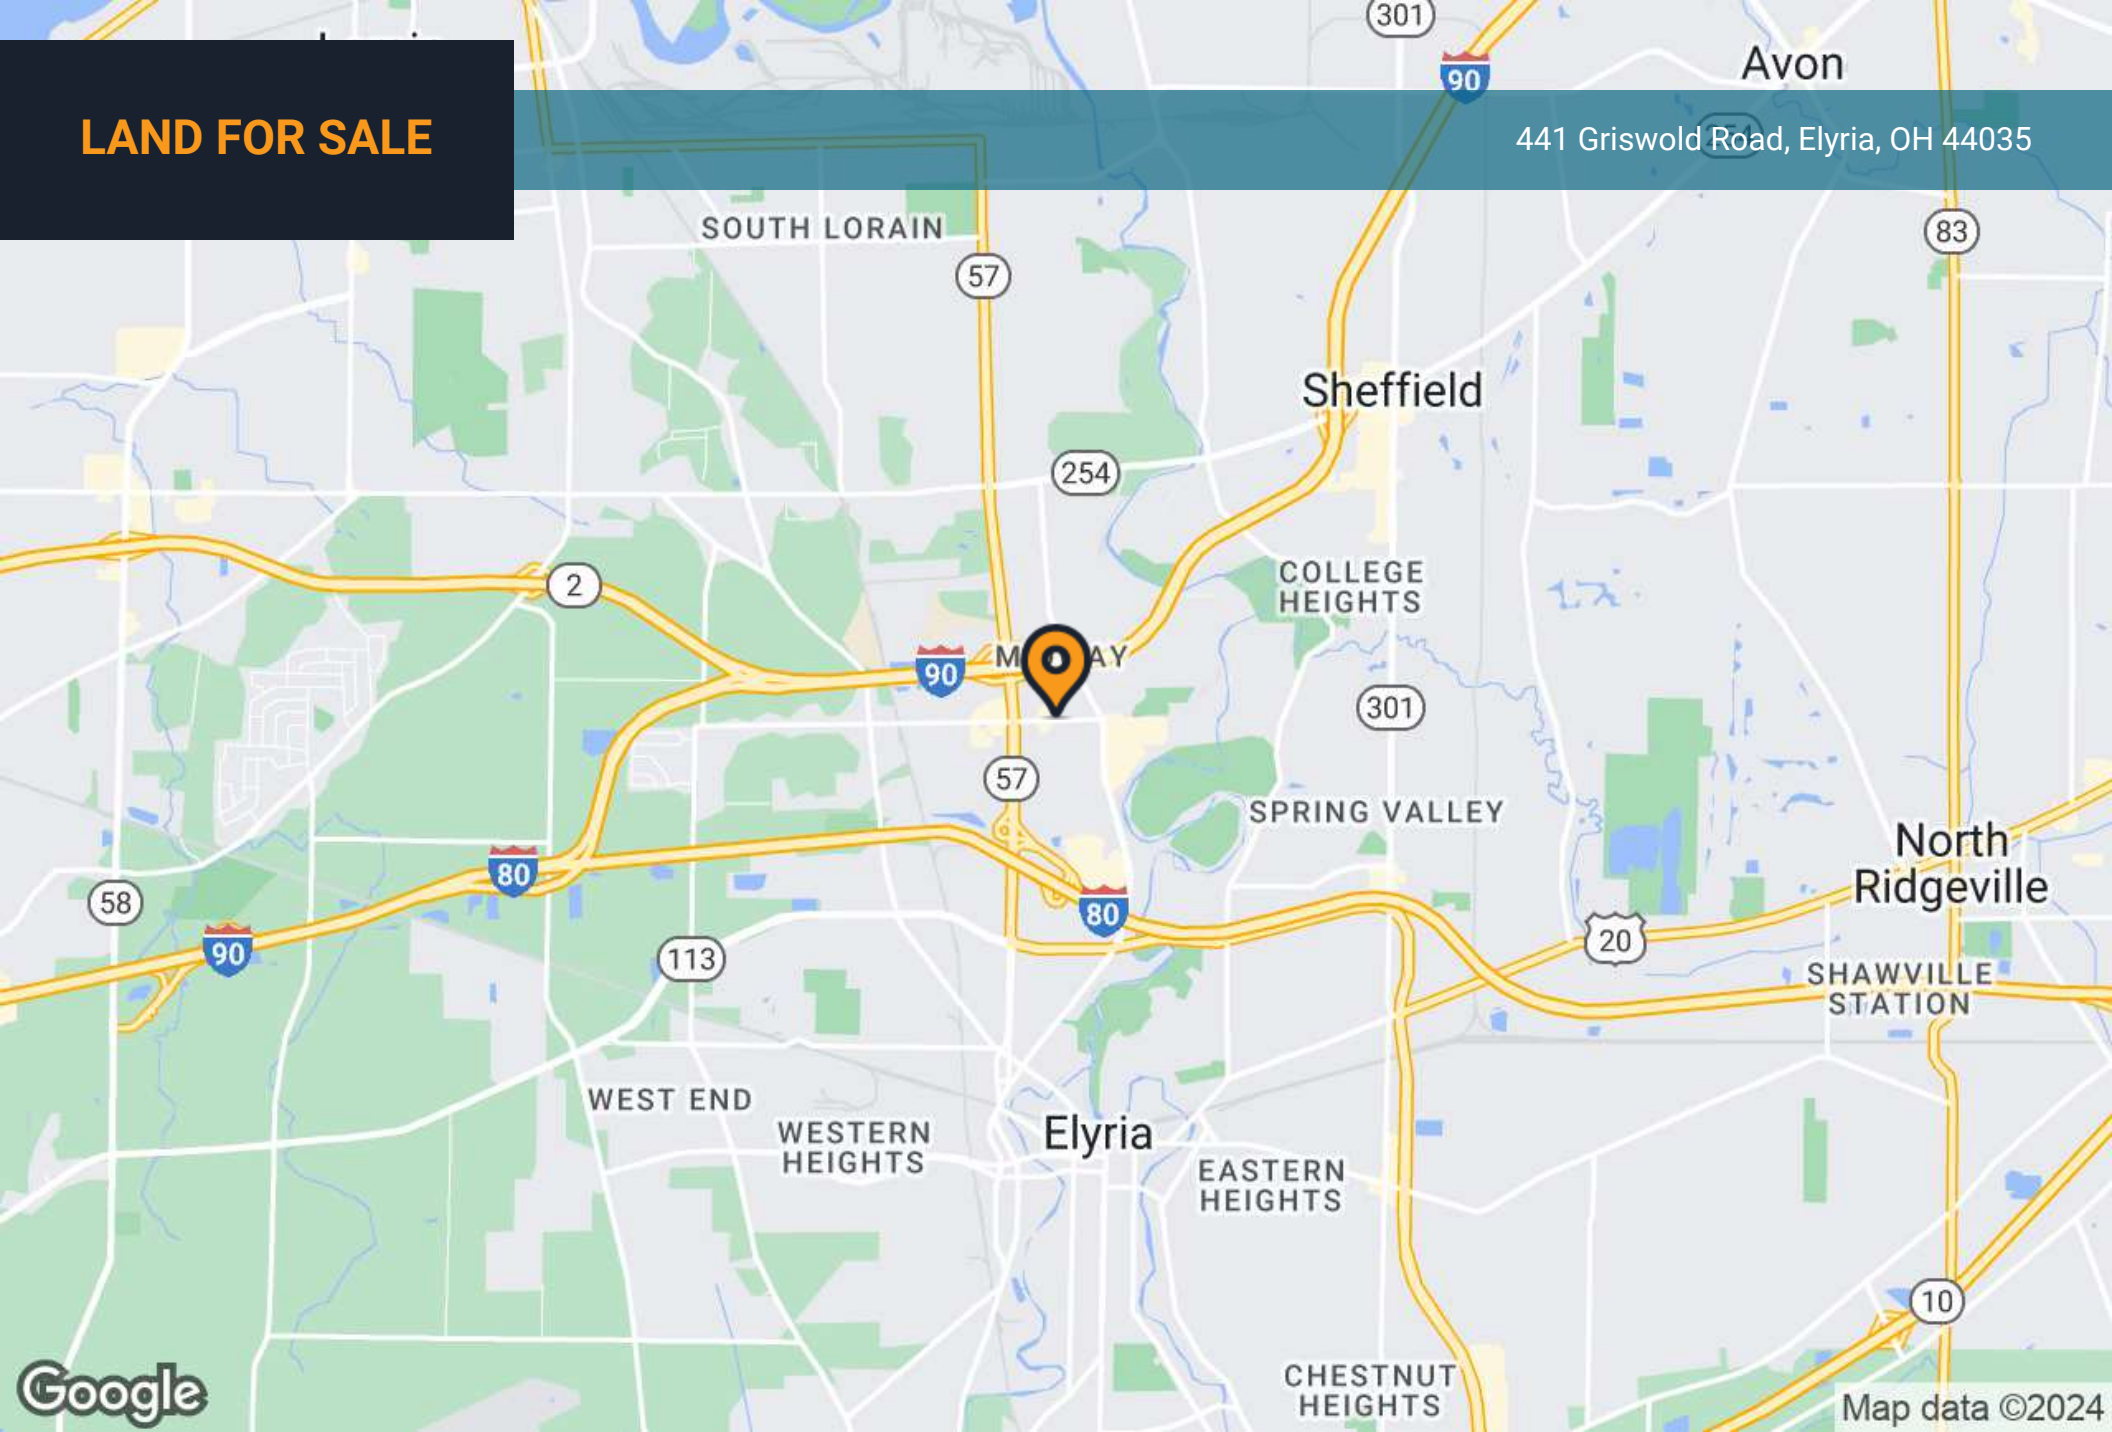 301
Avon
90
LAND FOR SALE
441 Griswold Road, Elyria, OH 44035
254
SOUTH LORAIN
83
57
Sheffield
254
COLLEGE
HEIGHTS
2
90
301
57
SPRING VALLEY
North
Ridgeville
80
58
80
90
113
20
SHAWVILLE
STATION
WEST END
WESTERN
HEIGHTS
Elyria
EASTERN
HEIGHTS
10
CHESTNUT
HEIGHTS
Google
Map data ©2024